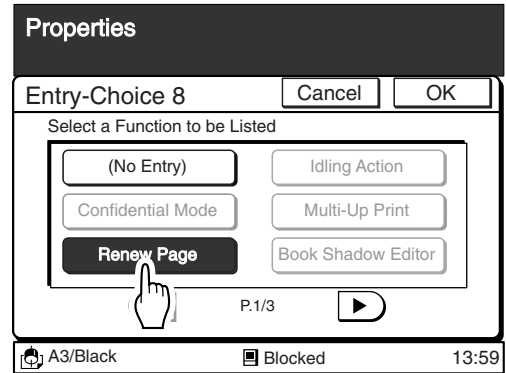 Properties
Entry-Choice 8 Cancel OK
Select a Function to be Listed
(No Entry) Idling Action
Confidential Mode Multi-Up Print
Renew Page Book Shadow Editor
P.1/3
A3/Black Blocked 13:59